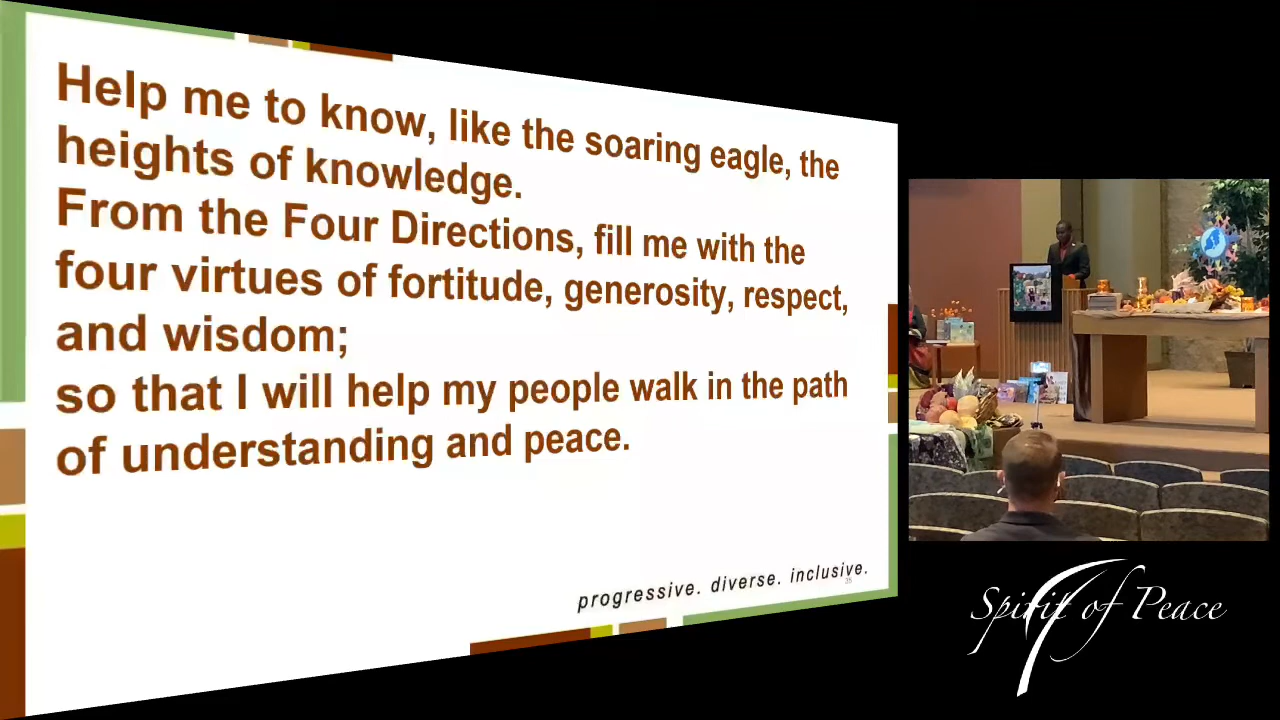 Help me to know, like the soaring eagle, the
heights of knowledge.
From the Four Directions, fill me with the
four virtues of fortitude, generosity, respect,
and wisdom;
so that I will help my people walk in the path
of understanding and peace.
progressive. diverse. inclusive.
35
Spirit of Peace